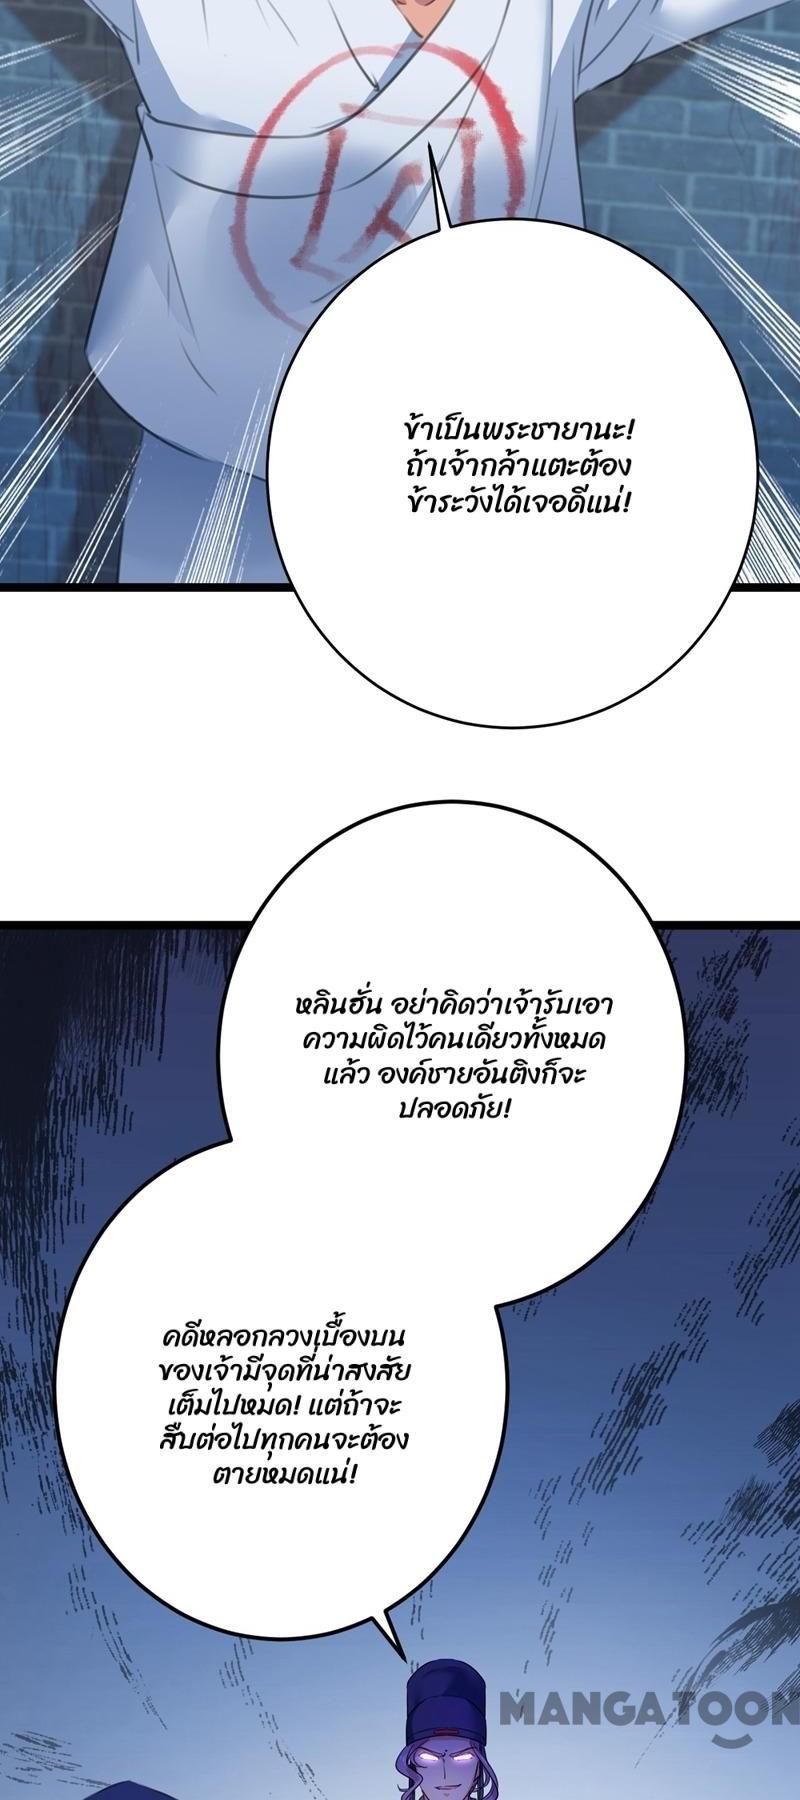 囚
ข้าเป็นพระชายานะ!
ถ้าเจ้ากล้าแตะต้อง
ข้าระวังได้เจอดีแน่!
หลินฮั่น อย่าคิดว่าเจ้ารับเอา
ความผิดไว้คนเดียวทั้งหมด
แล้ว องค์ชายอันติงก็จะ
ปลอดภัย!
คดีหลอกลวงเบื้องบน
ของเจ้ามีจุดที่น่าสงสัย
เต็มไปหมด! แต่ถ้าจะ
สืบต่อไปทุกคนจะต้อง
ตายหมดแน่!
MANGATOON